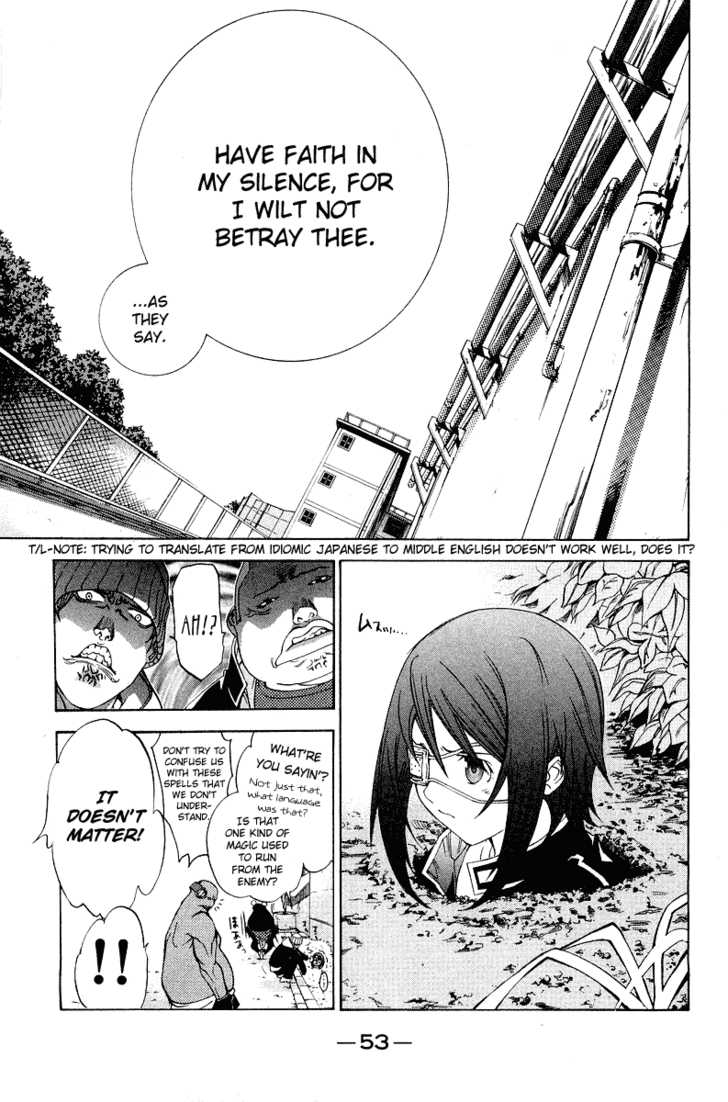 HAVE FAITH IN
MY SILENCE, FOR
I WILT NOT
BETRAY THEE.
...AS
THEY
SAY.
T/L-NOTE: TRYING TO TRANSLATE FROM IDIOMIC JAPANESE TO MIDDLE ENGLISH DOESN'T WORK WELL, DOES IT?
AH!?
WHAT'RE
YOU SAYIN'?
Not just that,
what language
was that?
IS THAT
ONE KIND OF
MAGIC USED
TO RUN
FROM THE
ENEMY?
DON'T TRY TO
CONFUSE US
WITH THESE
SPELLS THAT
WE DON'T
UNDER-
STAND.
IT
DOESN'T
MATTER!
!!
—53—